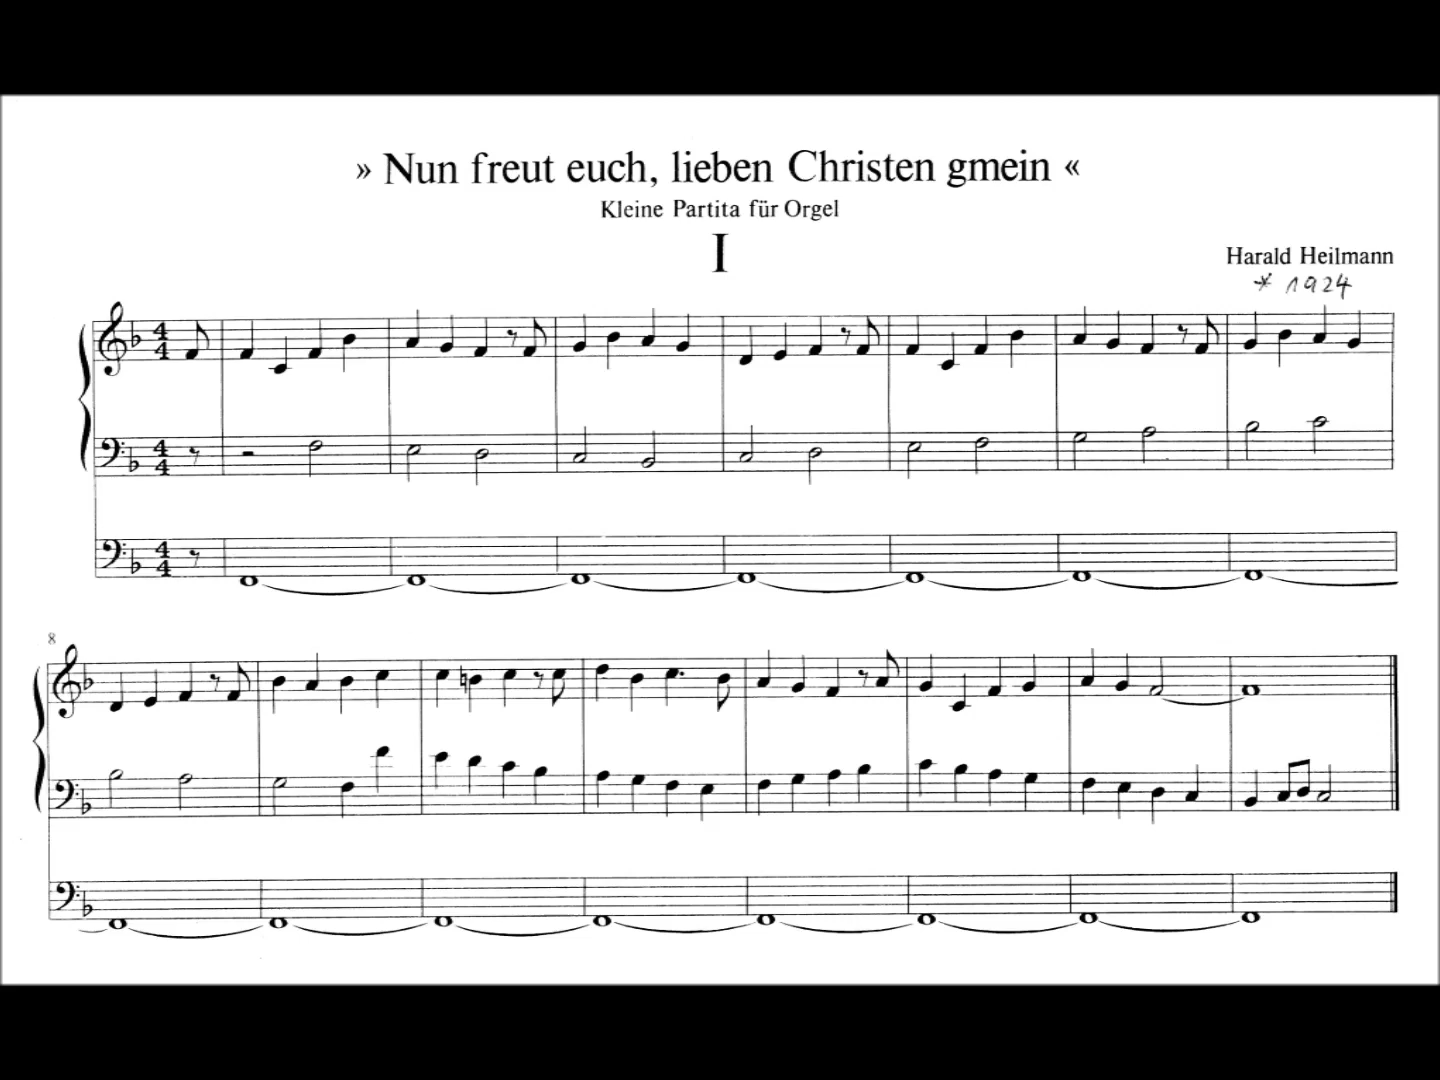 » Nun freut euch, lieben Christen gmein «
Kleine Partita für Orgel
I
Harald Heilmann
* 1924
8